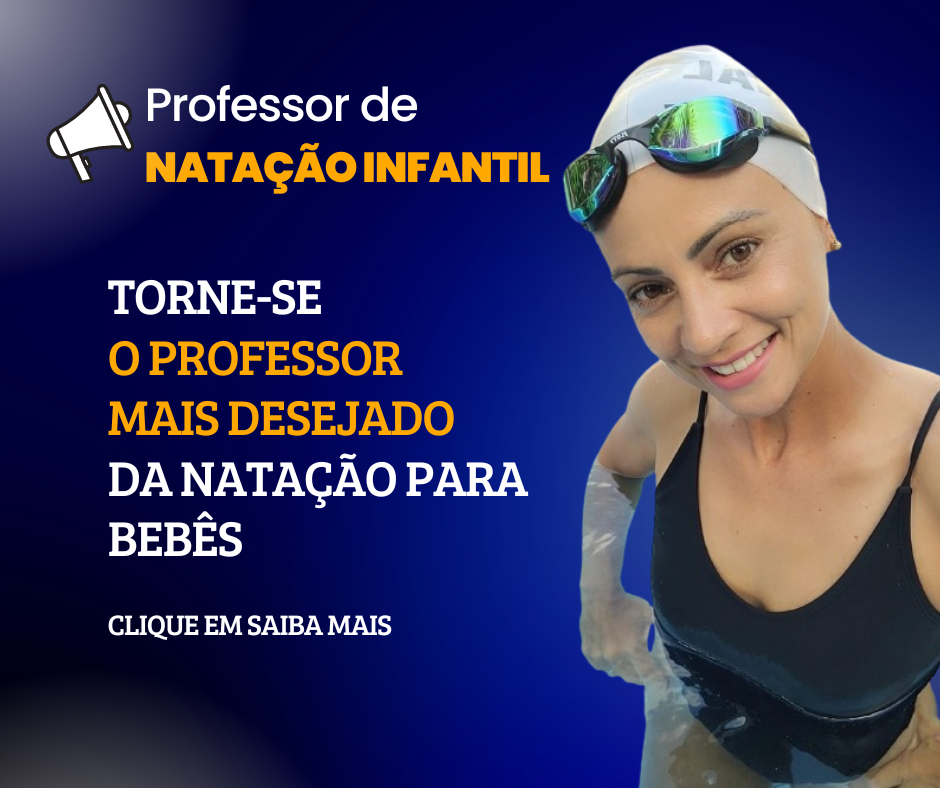 Professor de
NATAÇÃO INFANTIL
TORNE-SE
O PROFESSOR
MAIS DESEJADO
DA NATAÇÃO PARA
BEBÊS
CLIQUE EM SAIBA MAIS